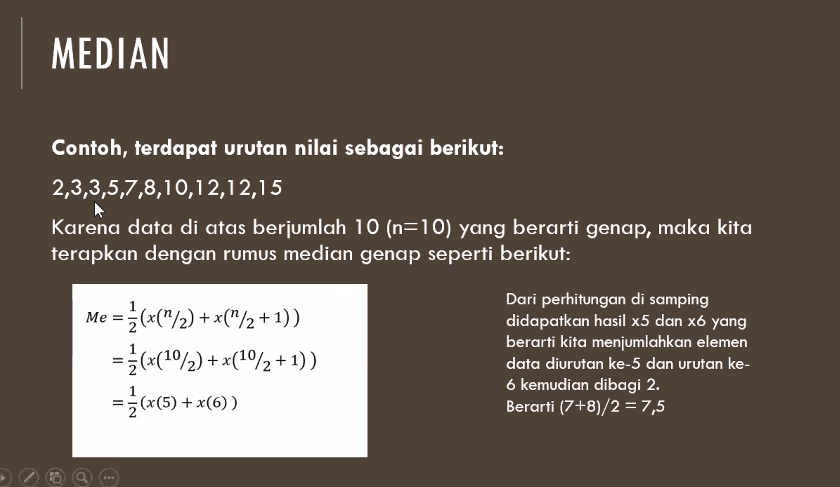 MEDIAN
Contoh, terdapat urutan nilai sebagai berikut:
2,3,3,5,7,8,10,12,12,15
Karena data di atas berjumlah 10 (n=10) yang berarti genap, maka kita
terapkan dengan rumus median genap seperti berikut:
Me = 1/2 (x(n/2) + x(n/2 + 1))
= 1/2 (x(10/2) + x(10/2 + 1))
= 1/2 (x(5) + x(6))
Dari perhitungan di samping
didapatkan hasil x5 dan x6 yang
berarti kita menjumlahkan elemen
data diurutan ke-5 dan urutan ke-
6 kemudian dibagi 2.
Berarti (7+8)/2 = 7,5